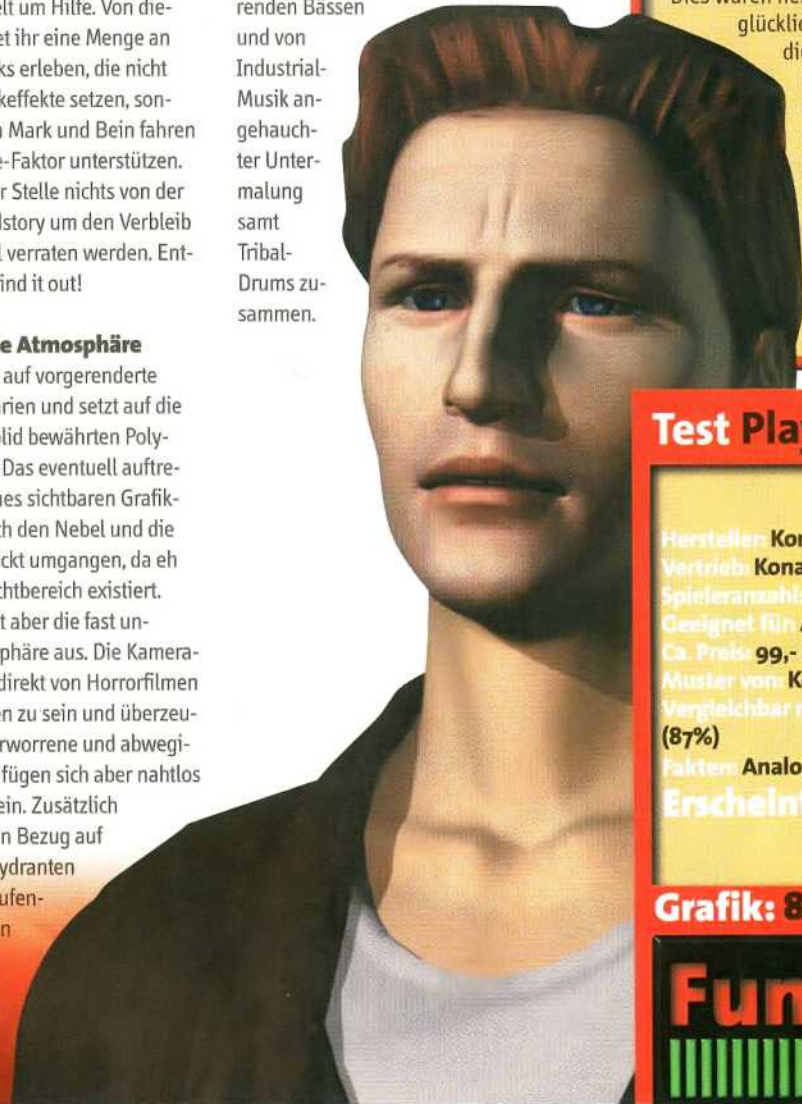 elt um Hilfe. Von die-
et ihr eine Menge an
ks erleben, die nicht
keffekte setzen, son-
n Mark und Bein fahren
e-Faktor unterstützen.
r Stelle nichts von der
dstory um den Verbleib
l verraten werden. Ent-
ind it out!
e Atmosphäre
auf vorgerenderte
rien und setzt auf die
lid bewährten Poly-
Das eventuell auftre-
nes sichtbaren Grafik-
ch den Nebel und die
ckt umgangen, da eh
chtbereich existiert.
t aber die fast un-
phäre aus. Die Kamera-
direkt von Horrorfilmen
en zu sein und überzeu-
rworrene und abwegi-
fügen sich aber nahtlos
ein. Zusätzlich
n Bezug auf
ydranten
ufen-
n
renden Bässen
und von
Industrial-
Musik an-
gehauch-
ter Unter-
malung
samt
Tribal-
Drums zu-
sammen.
glücklic
di
Test Pla
Hersteller: Kon
Vertrieb: Kona
Spieleranzahl:
Geeignet für:
Ca. Preis: 99,-
Muster von: K
Vergleichbar
(87%)
Fakten: Analo
Erscheint
Grafik: 8
Fun